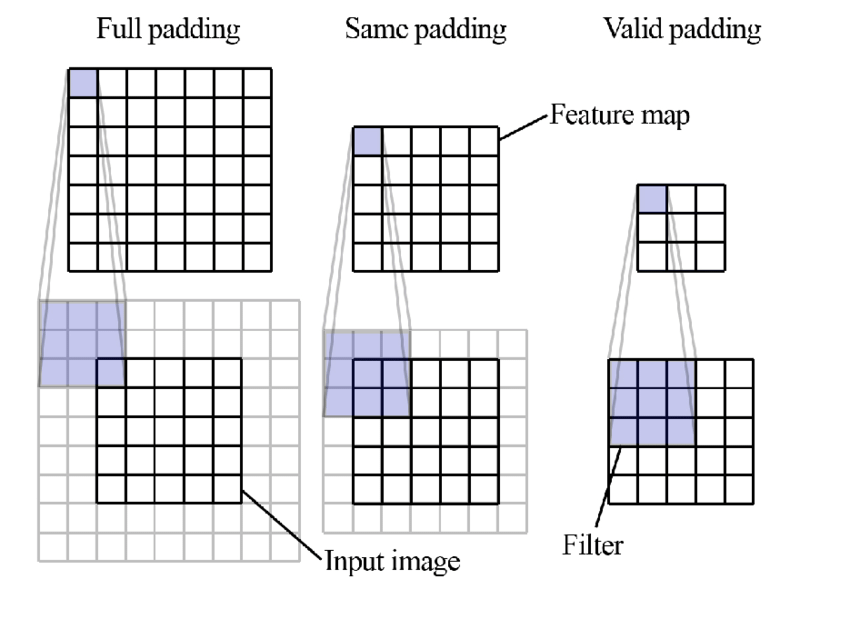 Full padding
Samc padding
Valid padding
Feature map
Filter
Input image